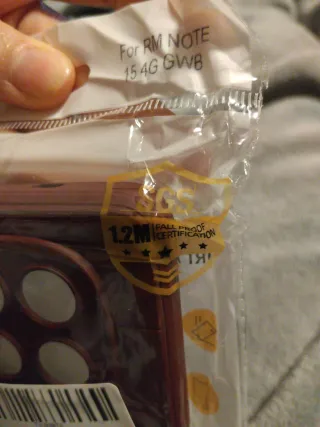 For RM NOTE
15 4G GWB
SGS
1.2M FALL PROOF
CERTIFICATION